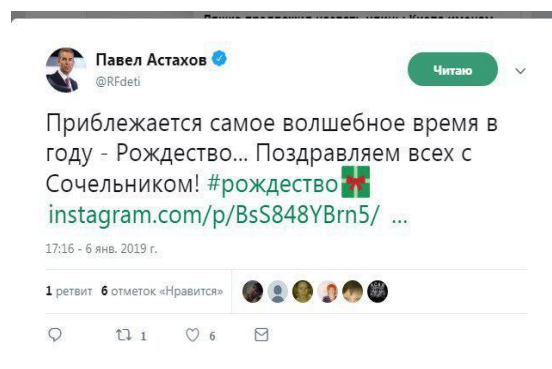 Павел Астахов
@RFdeti
Читаю
Приблежается самое волшебное время в
году - Рождество... Поздравляем всех с
Сочельником! #рождество
instagram.com/p/BsS848YBrn5/ ...
17:16 - 6 янв. 2019 г.
1 ретвит 6 отметок «Нравится»
1 6